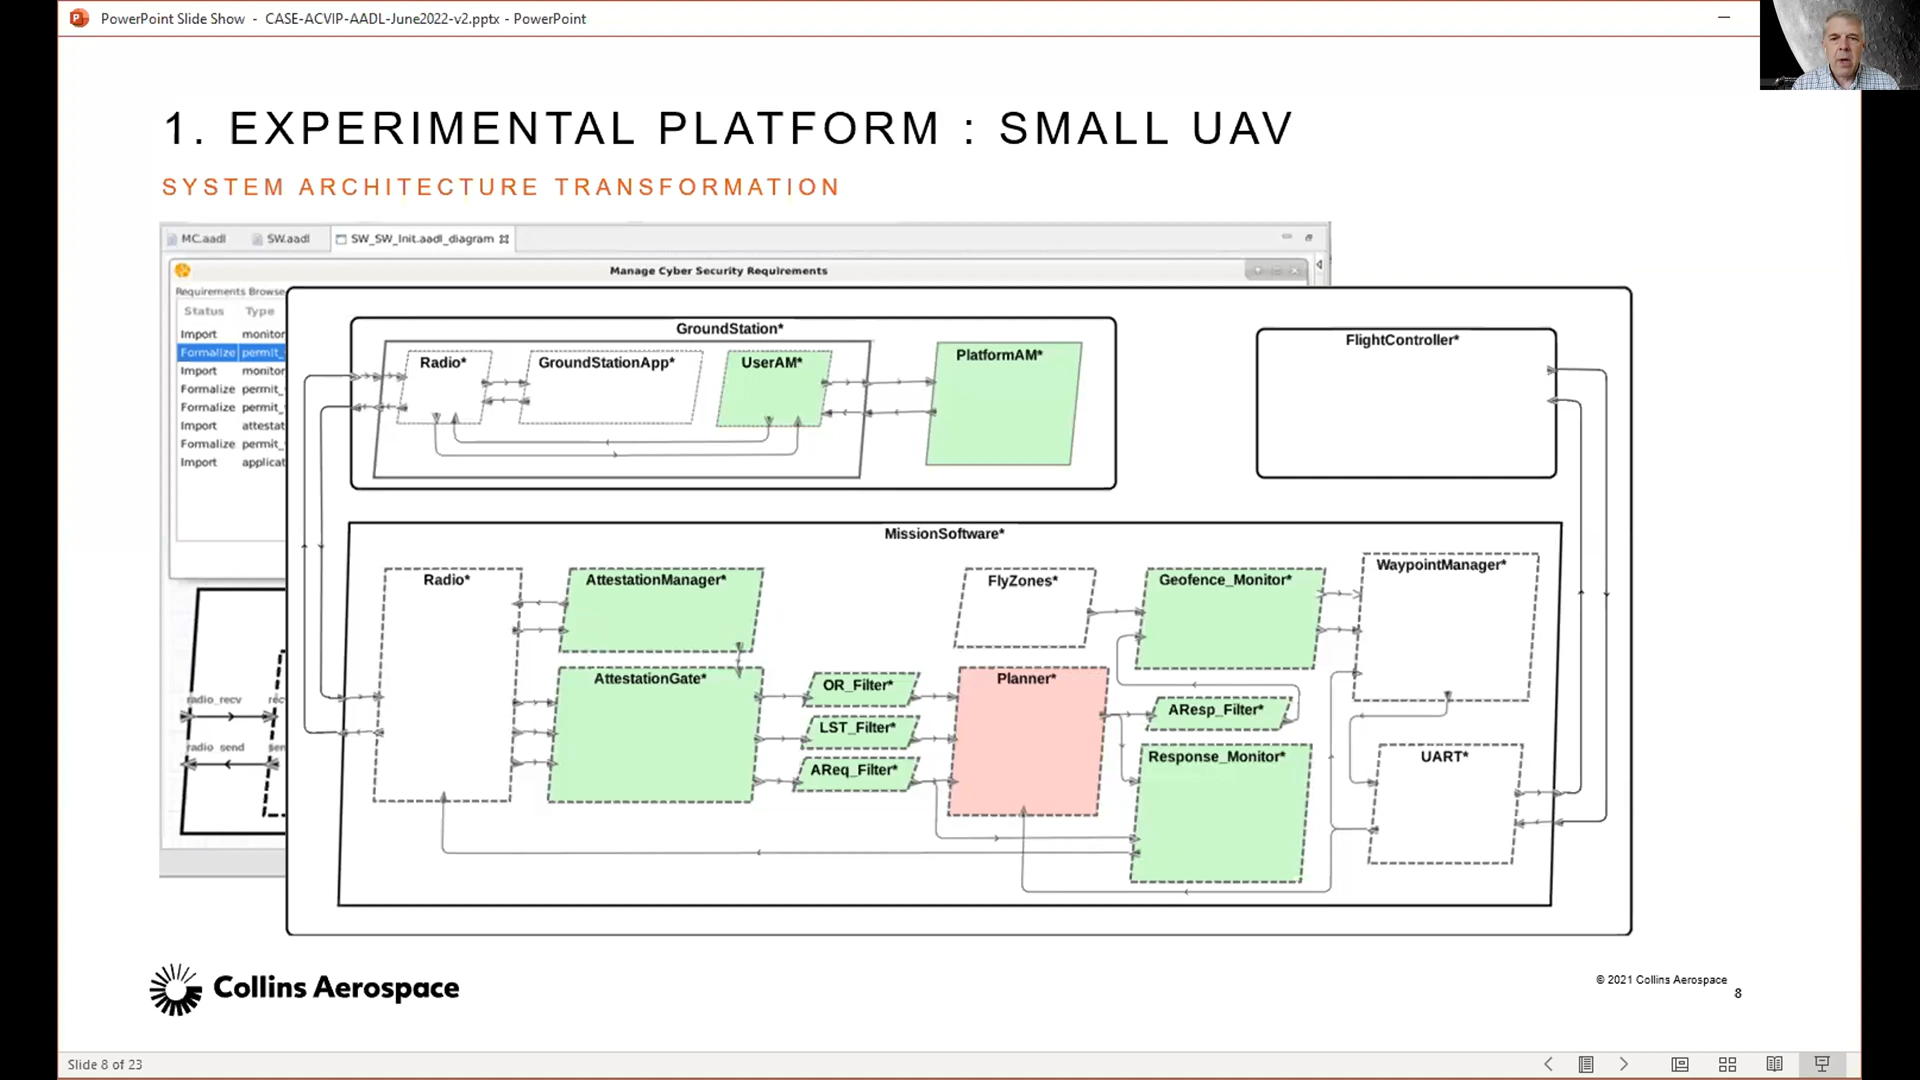 PowerPoint Slide Show - CASE-ACVIP-AADL-June2022-v2.pptx - PowerPoint
1. EXPERIMENTAL PLATFORM : SMALL UAV
SYSTEM ARCHITECTURE TRANSFORMATION
MC.aadl
SW.aadl
SW_SW_Init.aadl_diagram
Manage Cyber Security Requirements
Requirements Browse
Status Type
Import monitor
Formalize permit_
Import monitor
Formalize permit_
Formalize permit_
Import attestat
Formalize permit_
Import applicat
radio_recv
rec
radio_send
sen
GroundStation*
Radio*
GroundStationApp*
UserAM*
PlatformAM*
FlightController*
MissionSoftware*
Radio*
AttestationManager*
FlyZones*
Geofence_Monitor*
WaypointManager*
AttestationGate*
OR_Filter*
LST_Filter*
AReq_Filter*
Planner*
AResp_Filter*
Response_Monitor*
UART*
Collins Aerospace
© 2021 Collins Aerospace
8
Slide 8 of 23